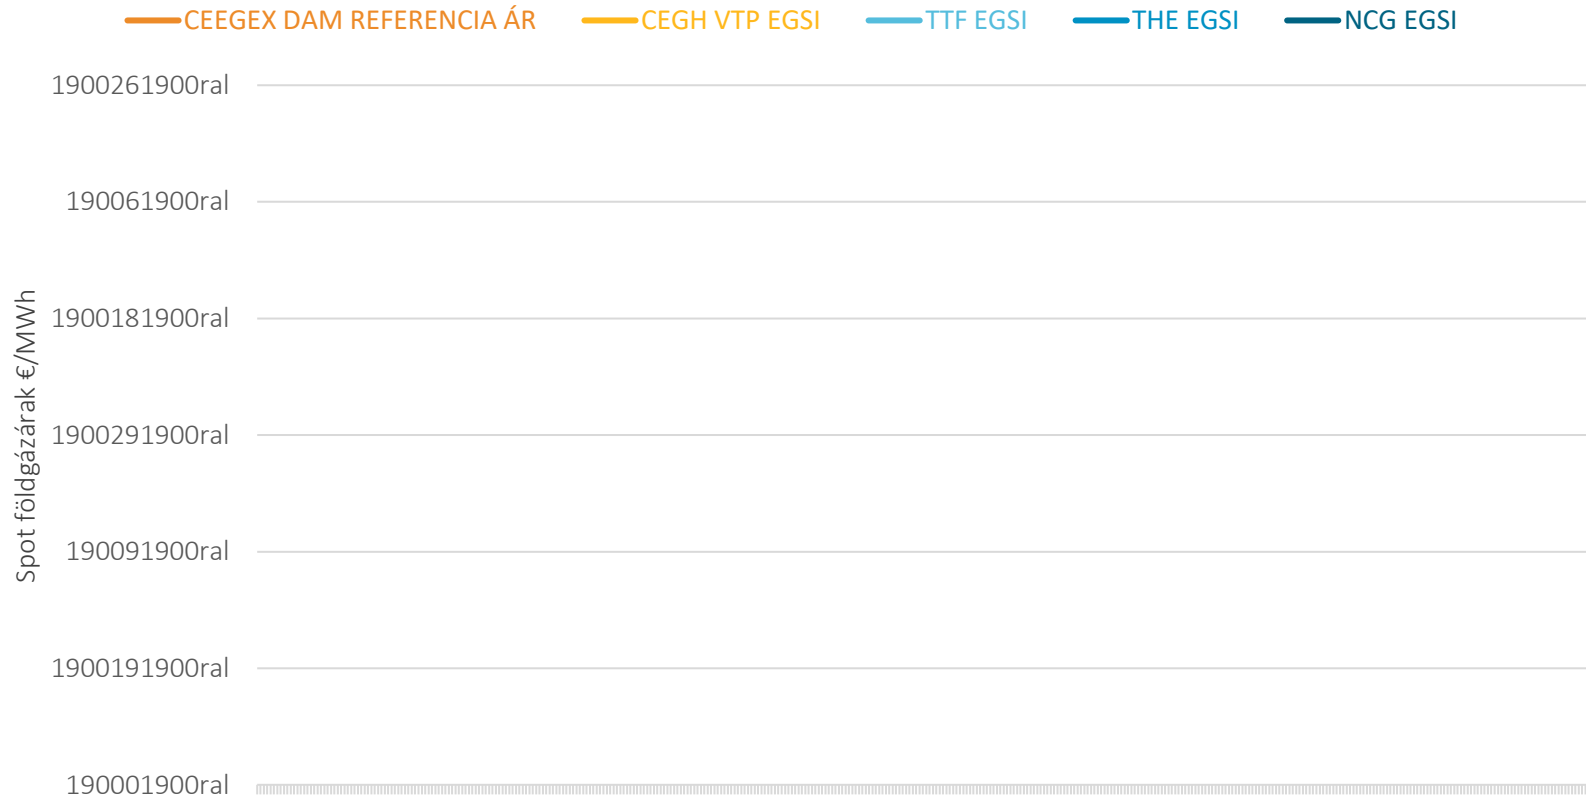 CEEGEX DAM REFERENCIA ÁR CEGH VTP EGSI TTF EGSI THE EGSI NCG EGSI
Spot földgázárak €/MWh
1900261900ral
190061900ral
1900181900ral
1900291900ral
190091900ral
1900191900ral
190001900ral